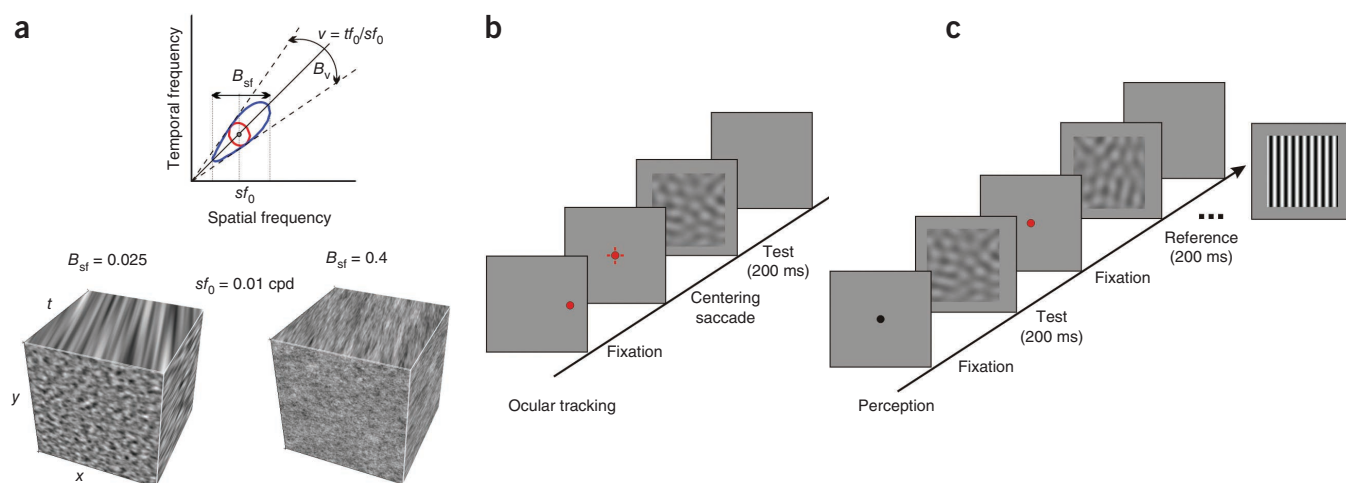 a
v = tf0/sf0
Bsf
Bv
Temporal frequency
sf0
Spatial frequency
Bsf = 0.025
Bsf = 0.4
sf0 = 0.01 cpd
t
y
x
b
Test
(200 ms)
Centering
saccade
Fixation
Ocular tracking
c
...
Reference
(200 ms)
Fixation
Test
(200 ms)
Fixation
Perception